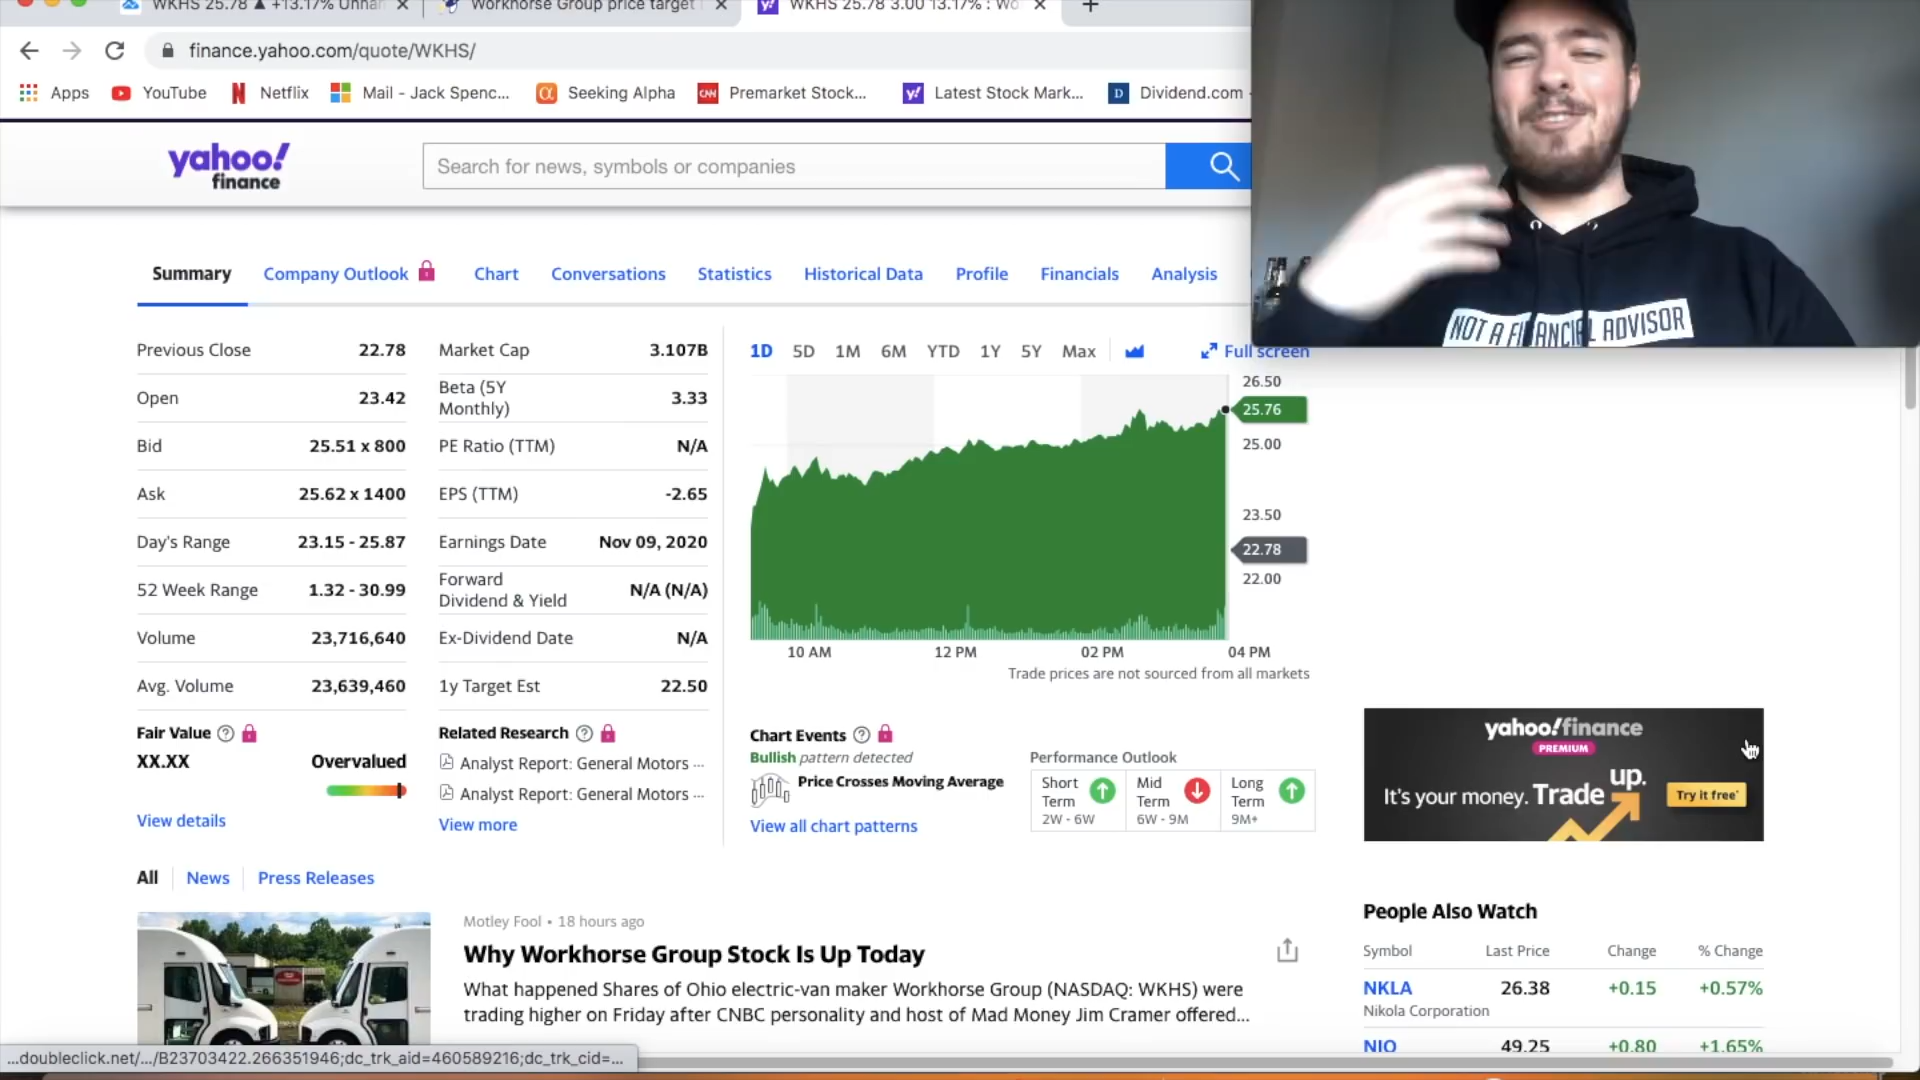 WKHS 25.78 ▲ +13.17% Unnar
Workhorse Group price target
WKHS 25.78 3.00 13.17% : Wo
finance.yahoo.com/quote/WKHS/
Apps YouTube Netflix Mail - Jack Spenc... Seeking Alpha Premarket Stock... Latest Stock Mark... Dividend.com -
yahoo!
finance
Search for news, symbols or companies
NOT A FINANCIAL ADVISOR
Summary Company Outlook Chart Conversations Statistics Historical Data Profile Financials Analysis
Previous Close 22.78
Open 23.42
Bid 25.51 x 800
Ask 25.62 x 1400
Day's Range 23.15 - 25.87
52 Week Range 1.32 - 30.99
Volume 23,716,640
Avg. Volume 23,639,460
Market Cap 3.107B
Beta (5Y
Monthly) 3.33
PE Ratio (TTM) N/A
EPS (TTM) -2.65
Earnings Date Nov 09, 2020
Forward
Dividend & Yield N/A (N/A)
Ex-Dividend Date N/A
1y Target Est 22.50
1D 5D 1M 6M YTD 1Y 5Y Max Full screen
26.50
25.76
25.00
23.50
22.78
22.00
10 AM 12 PM 02 PM 04 PM
Trade prices are not sourced from all markets
Fair Value
XX.XX Overvalued
View details
Related Research
Analyst Report: General Motors ...
Analyst Report: General Motors ...
View more
Chart Events
Bullish pattern detected
Price Crosses Moving Average
View all chart patterns
Performance Outlook
Short
Term
2W - 6W
Mid
Term
6W - 9M
Long
Term
9M+
yahoo!finance
PREMIUM
It's your money. Trade up.
Try it free*
All News Press Releases
Motley Fool • 18 hours ago
Why Workhorse Group Stock Is Up Today
What happened Shares of Ohio electric-van maker Workhorse Group (NASDAQ: WKHS) were
trading higher on Friday after CNBC personality and host of Mad Money Jim Cramer offered...
People Also Watch
Symbol Last Price Change % Change
NKLA 26.38 +0.15 +0.57%
Nikola Corporation
NIO 49.25 +0.80 +1.65%
...doubleclick.net/.../B23703422.266351946;dc_trk_aid=460589216;dc_trk_cid=...